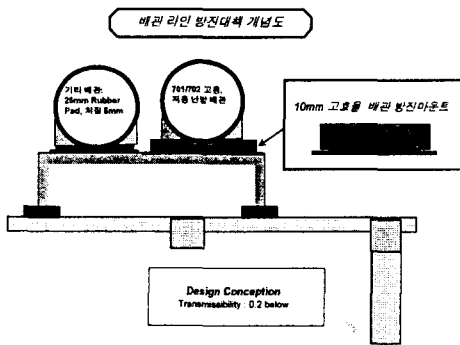 배관 라인 방진대책 개념도
기타 배관:
25mm Rubber
Pad, 처짐 5mm
701/702 고층,
저층 난방 배관
10mm 고효율 배관 방진마운트
Design Conception
Transmissibility : 0.2 below